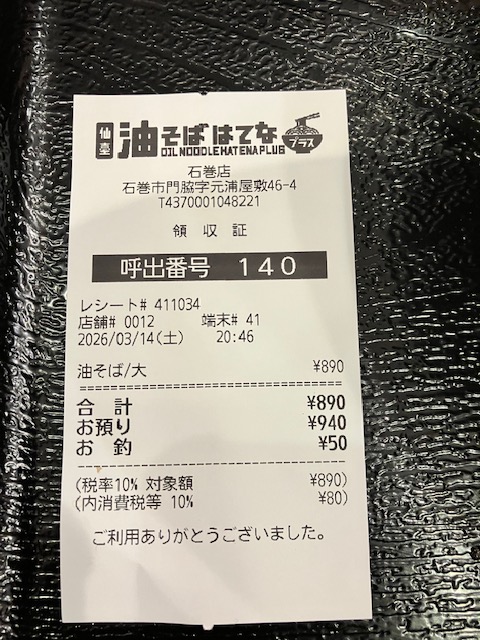 仙臺 油そば はてな プラス
OIL NOODLE HATENA PLUS
石巻店
石巻市門脇字元浦屋敷46-4
T4370001048221
領 収 証
呼出番号 140
レシート# 411034
店舗# 0012 端末# 41
2026/03/14(土) 20:46
油そば/大 ¥890
合 計 ¥890
お預り ¥940
お 釣 ¥50
(税率10% 対象額 ¥890)
(内消費税等 10% ¥80)
ご利用ありがとうございました。